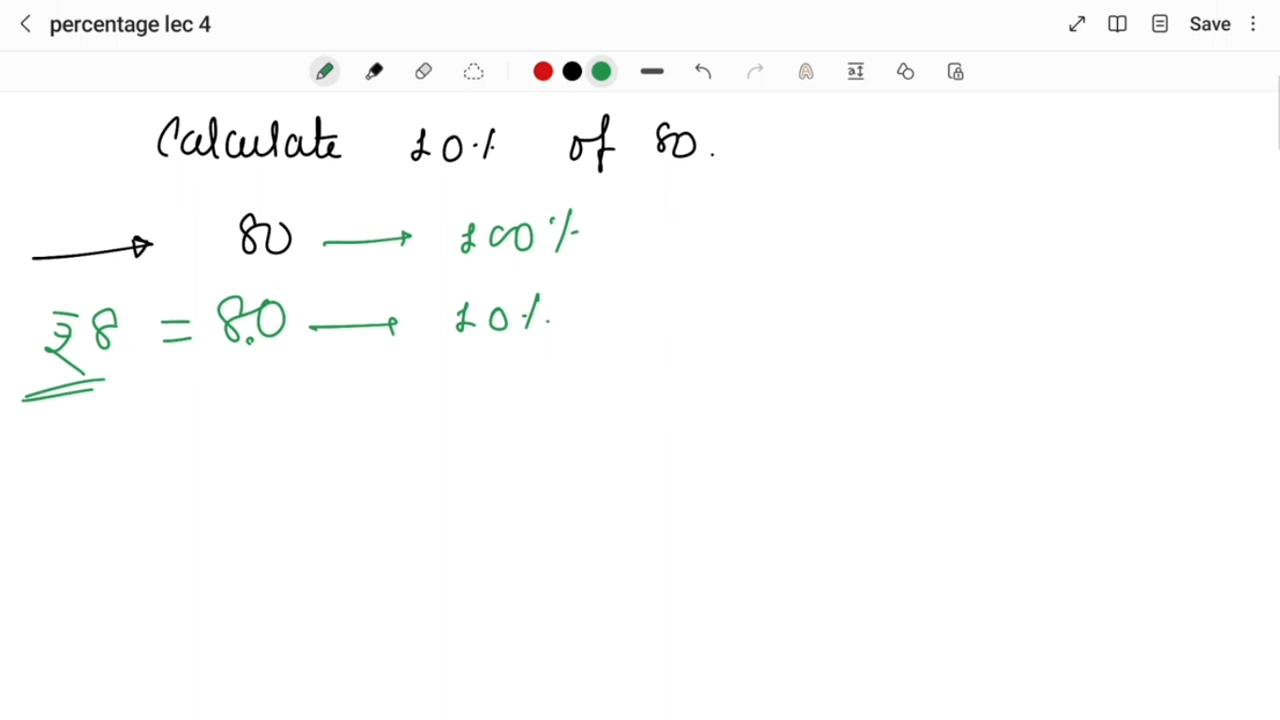 percentage lec 4 Save
Calculate 10% of 80.
80 → 100%
₹8 = 8.0 → 10%